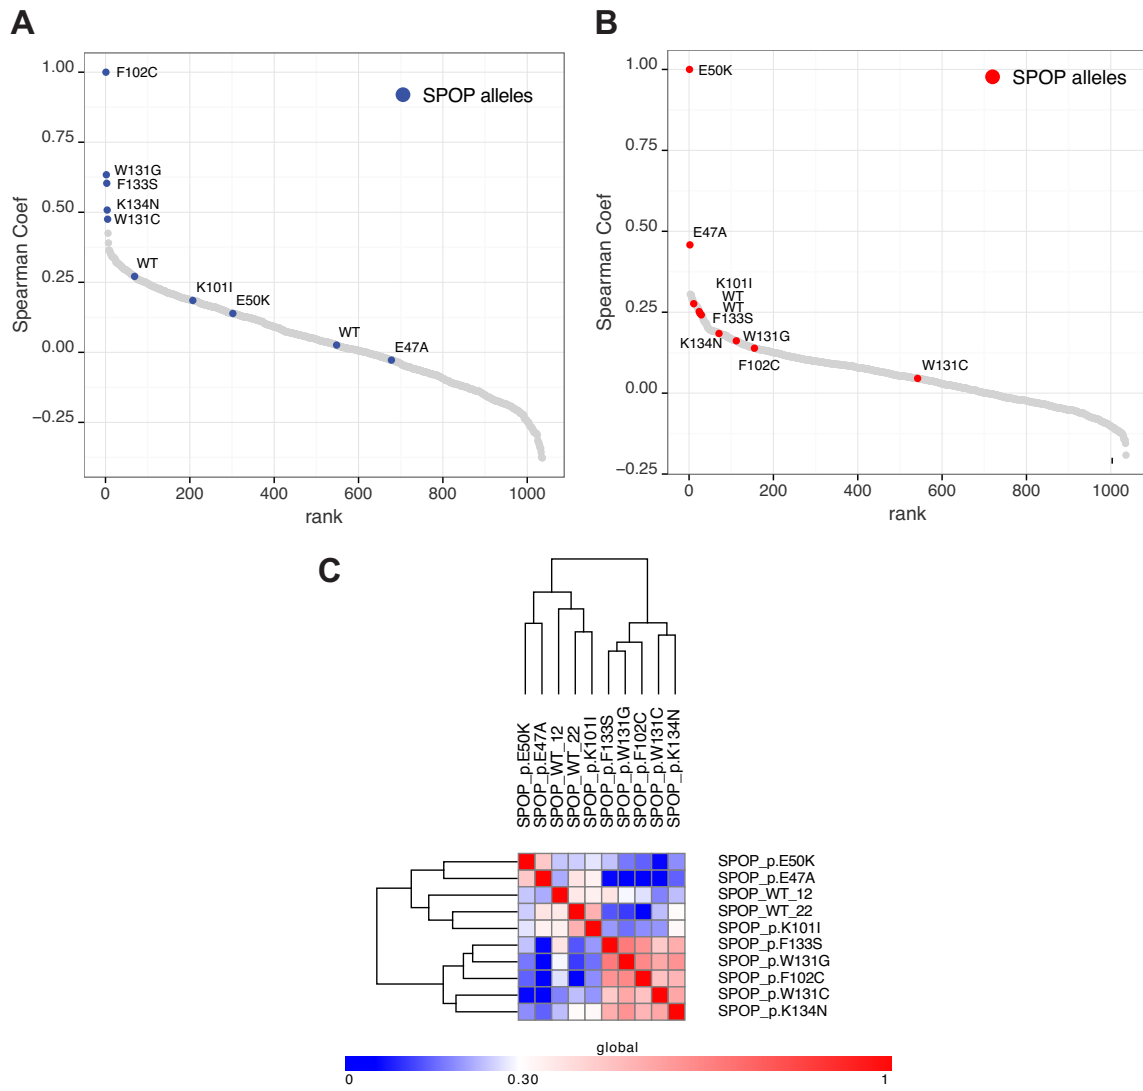 A
1.00
0.75
0.50
0.25
0.00
−0.25
Spearman Coef
F102C
SPOP alleles
W131G
F133S
K134N
W131C
WT
K101I
E50K
WT
E47A
0
200
400
600
800
1000
rank
B
1.00
0.75
0.50
0.25
0.00
−0.25
Spearman Coef
E50K
SPOP alleles
E47A
K101I
WT
WT
F133S
K134N
W131G
F102C
W131C
0
200
400
600
800
1000
rank
C
SPOP_p.E50K
SPOP_p.E47A
SPOP_WT_12
SPOP_WT_22
SPOP_p.K101I
SPOP_p.F133S
SPOP_p.W131G
SPOP_p.F102C
SPOP_p.W131C
SPOP_p.K134N
SPOP_p.E50K
SPOP_p.E47A
SPOP_WT_12
SPOP_WT_22
SPOP_p.K101I
SPOP_p.F133S
SPOP_p.W131G
SPOP_p.F102C
SPOP_p.W131C
SPOP_p.K134N
global
0
0.30
1